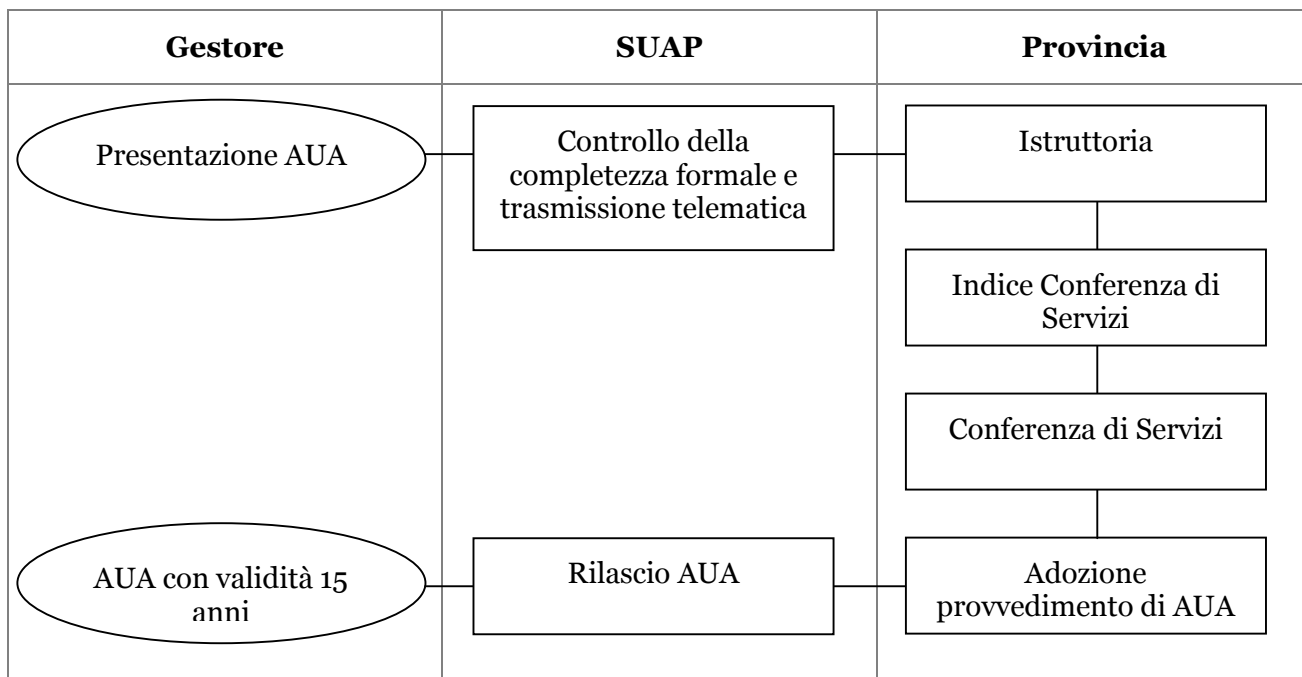 Gestore
SUAP
Provincia
Presentazione AUA
Controllo della
completezza formale e
trasmissione telematica
Istruttoria
Indice Conferenza di
Servizi
Conferenza di Servizi
AUA con validità 15
anni
Rilascio AUA
Adozione
provvedimento di AUA